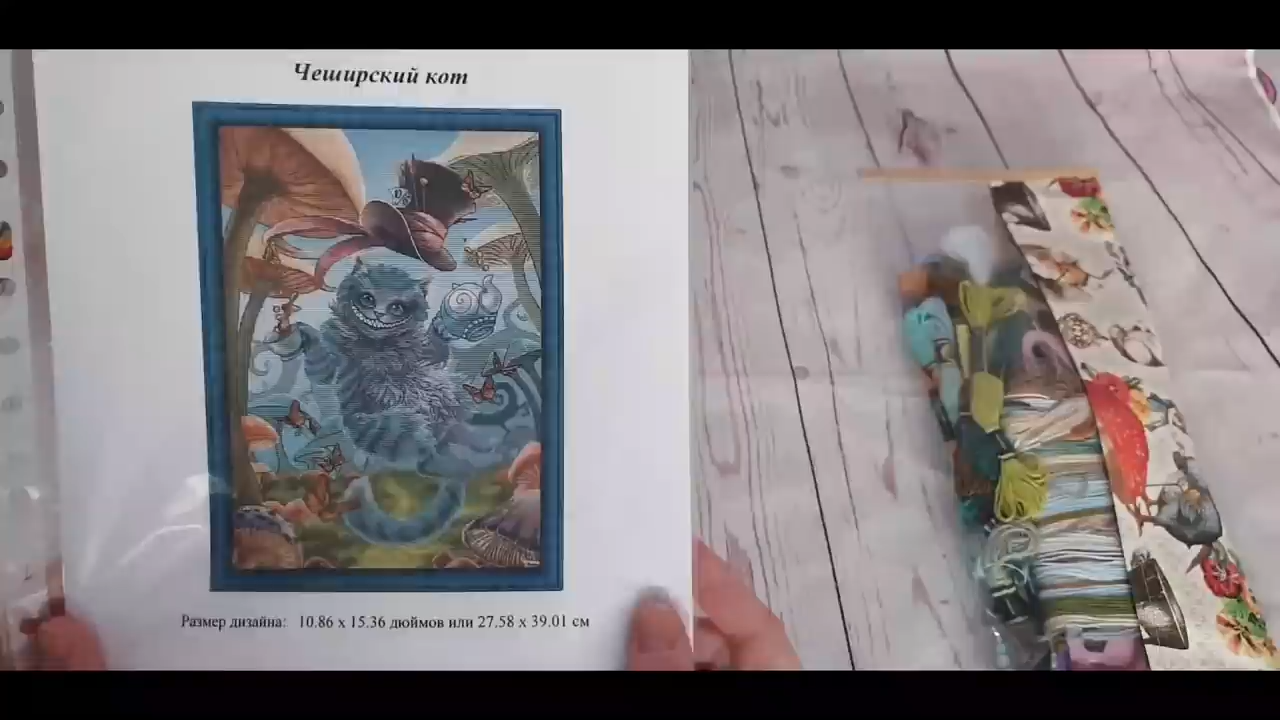 Чеширский кот
Размер дизайна: 10.86 x 15.36 дюймов или 27.58 x 39.01 см